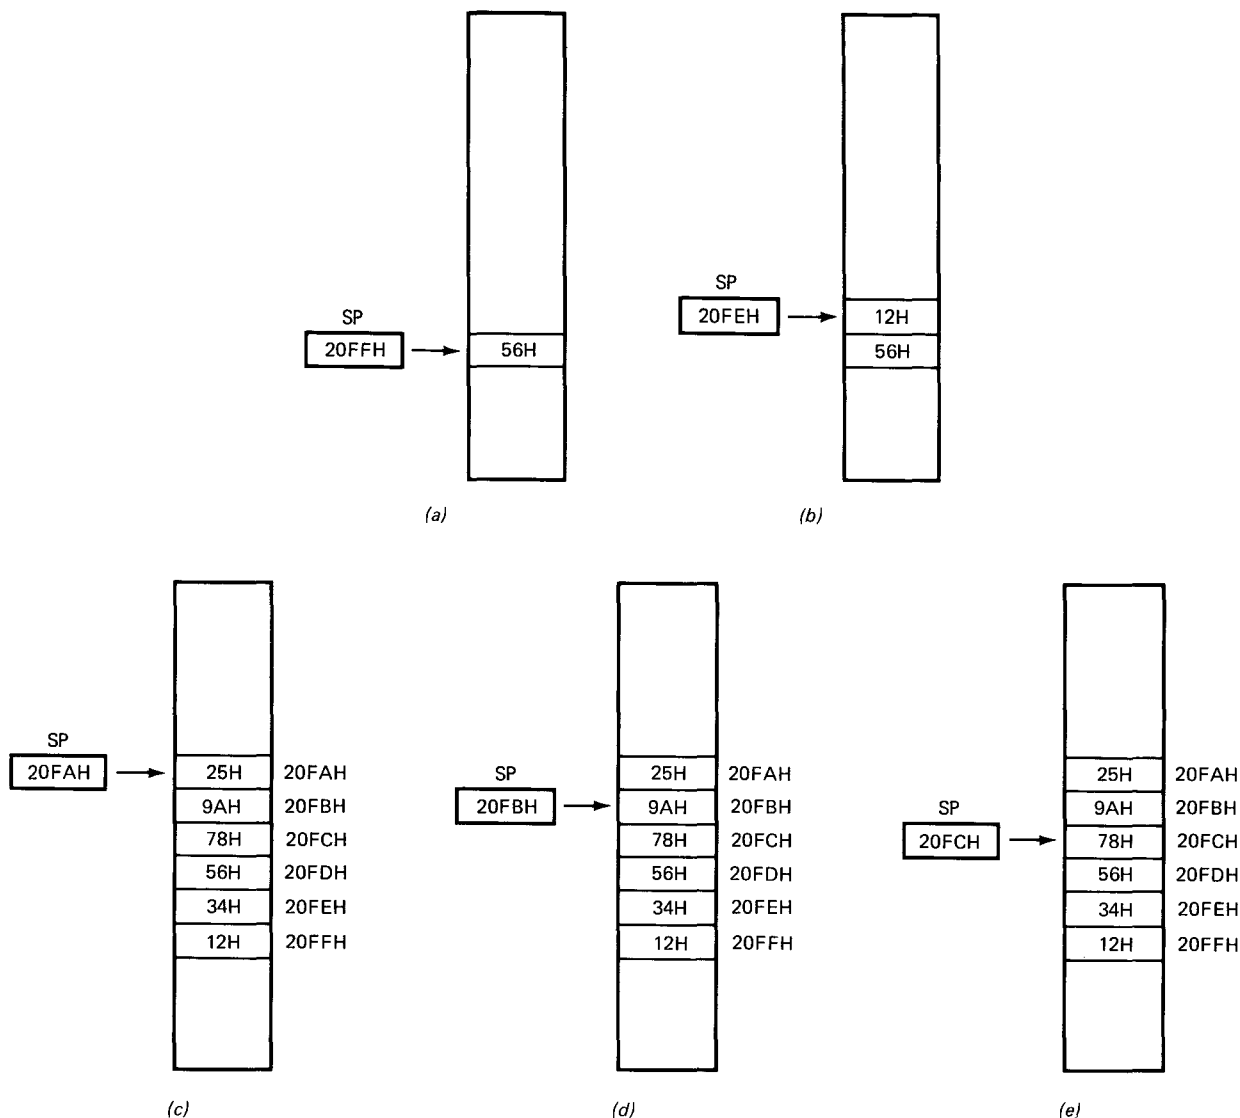 SP
20FFH
56H
(a)
SP
20FEH
12H
56H
(b)
SP
20FAH
25H 20FAH
9AH 20FBH
78H 20FCH
56H 20FDH
34H 20FEH
12H 20FFH
(c)
SP
20FBH
25H 20FAH
9AH 20FBH
78H 20FCH
56H 20FDH
34H 20FEH
12H 20FFH
(d)
SP
20FCH
25H 20FAH
9AH 20FBH
78H 20FCH
56H 20FDH
34H 20FEH
12H 20FFH
(e)